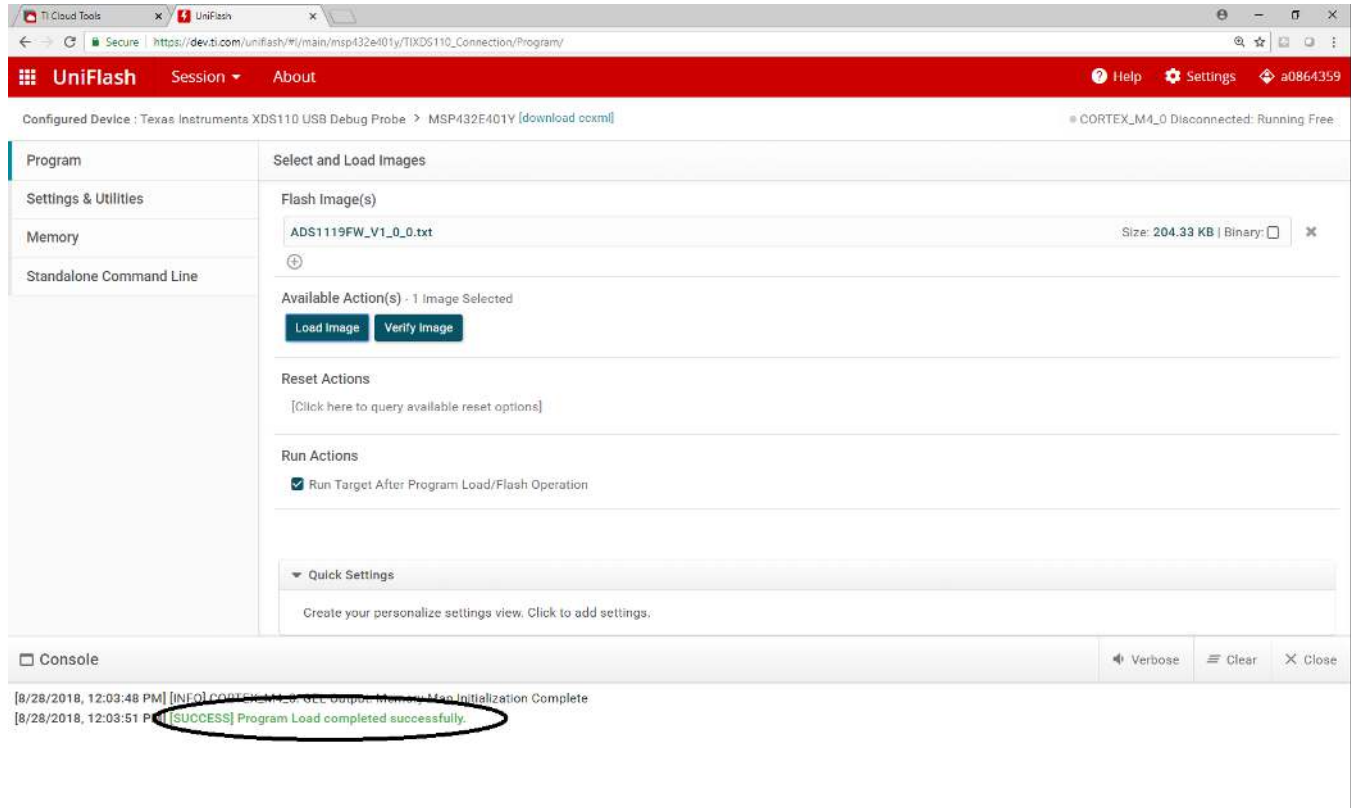 TI Cloud Tools
UniFlash
Secure https://dev.ti.com/uniflash/#!/main/msp432e401y/TIXDS110_Connection/Program/
UniFlash Session About Help Settings a0864359
Configured Device : Texas Instruments XDS110 USB Debug Probe > MSP432E401Y [download ccxml] CORTEX_M4_0 Disconnected: Running Free
Program
Settings & Utilities
Memory
Standalone Command Line
Select and Load Images
Flash Image(s)
ADS1119FW_V1_0_0.txt Size: 204.33 KB | Binary:
Available Action(s) - 1 Image Selected
Load Image Verify Image
Reset Actions
[Click here to query available reset options]
Run Actions
Run Target After Program Load/Flash Operation
Quick Settings
Create your personalize settings view. Click to add settings.
Console Verbose Clear Close
[8/28/2018, 12:03:48 PM] [INFO] CORTEX_M4_0: GEL Output: Memory Map Initialization Complete
[8/28/2018, 12:03:51 PM] [SUCCESS] Program Load completed successfully.